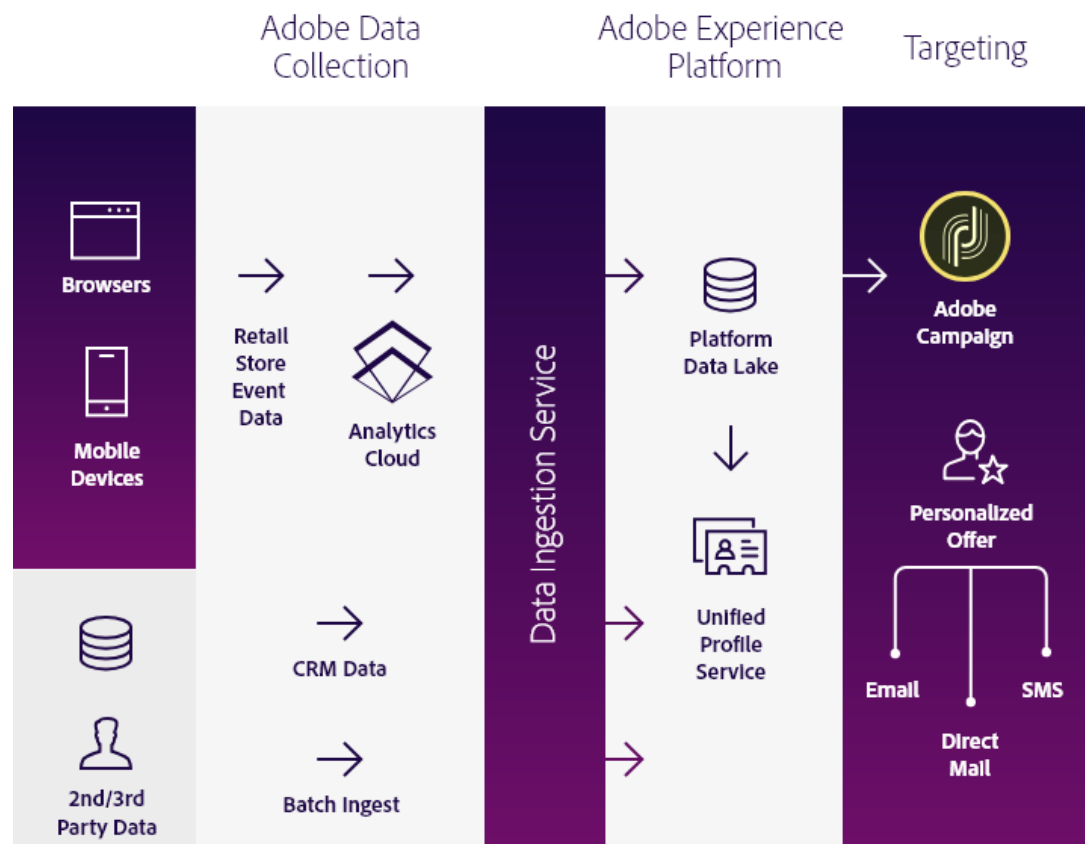 Adobe Data
Collection
Adobe Experience
Platform
Targeting
Browsers
Mobile
Devices
2nd/3rd
Party Data
Retail
Store
Event
Data
Analytics
Cloud
CRM Data
Batch Ingest
Data Ingestion Service
Platform
Data Lake
Unified
Profile
Service
Adobe
Campaign
Personalized
Offer
Email
SMS
Direct
Mail